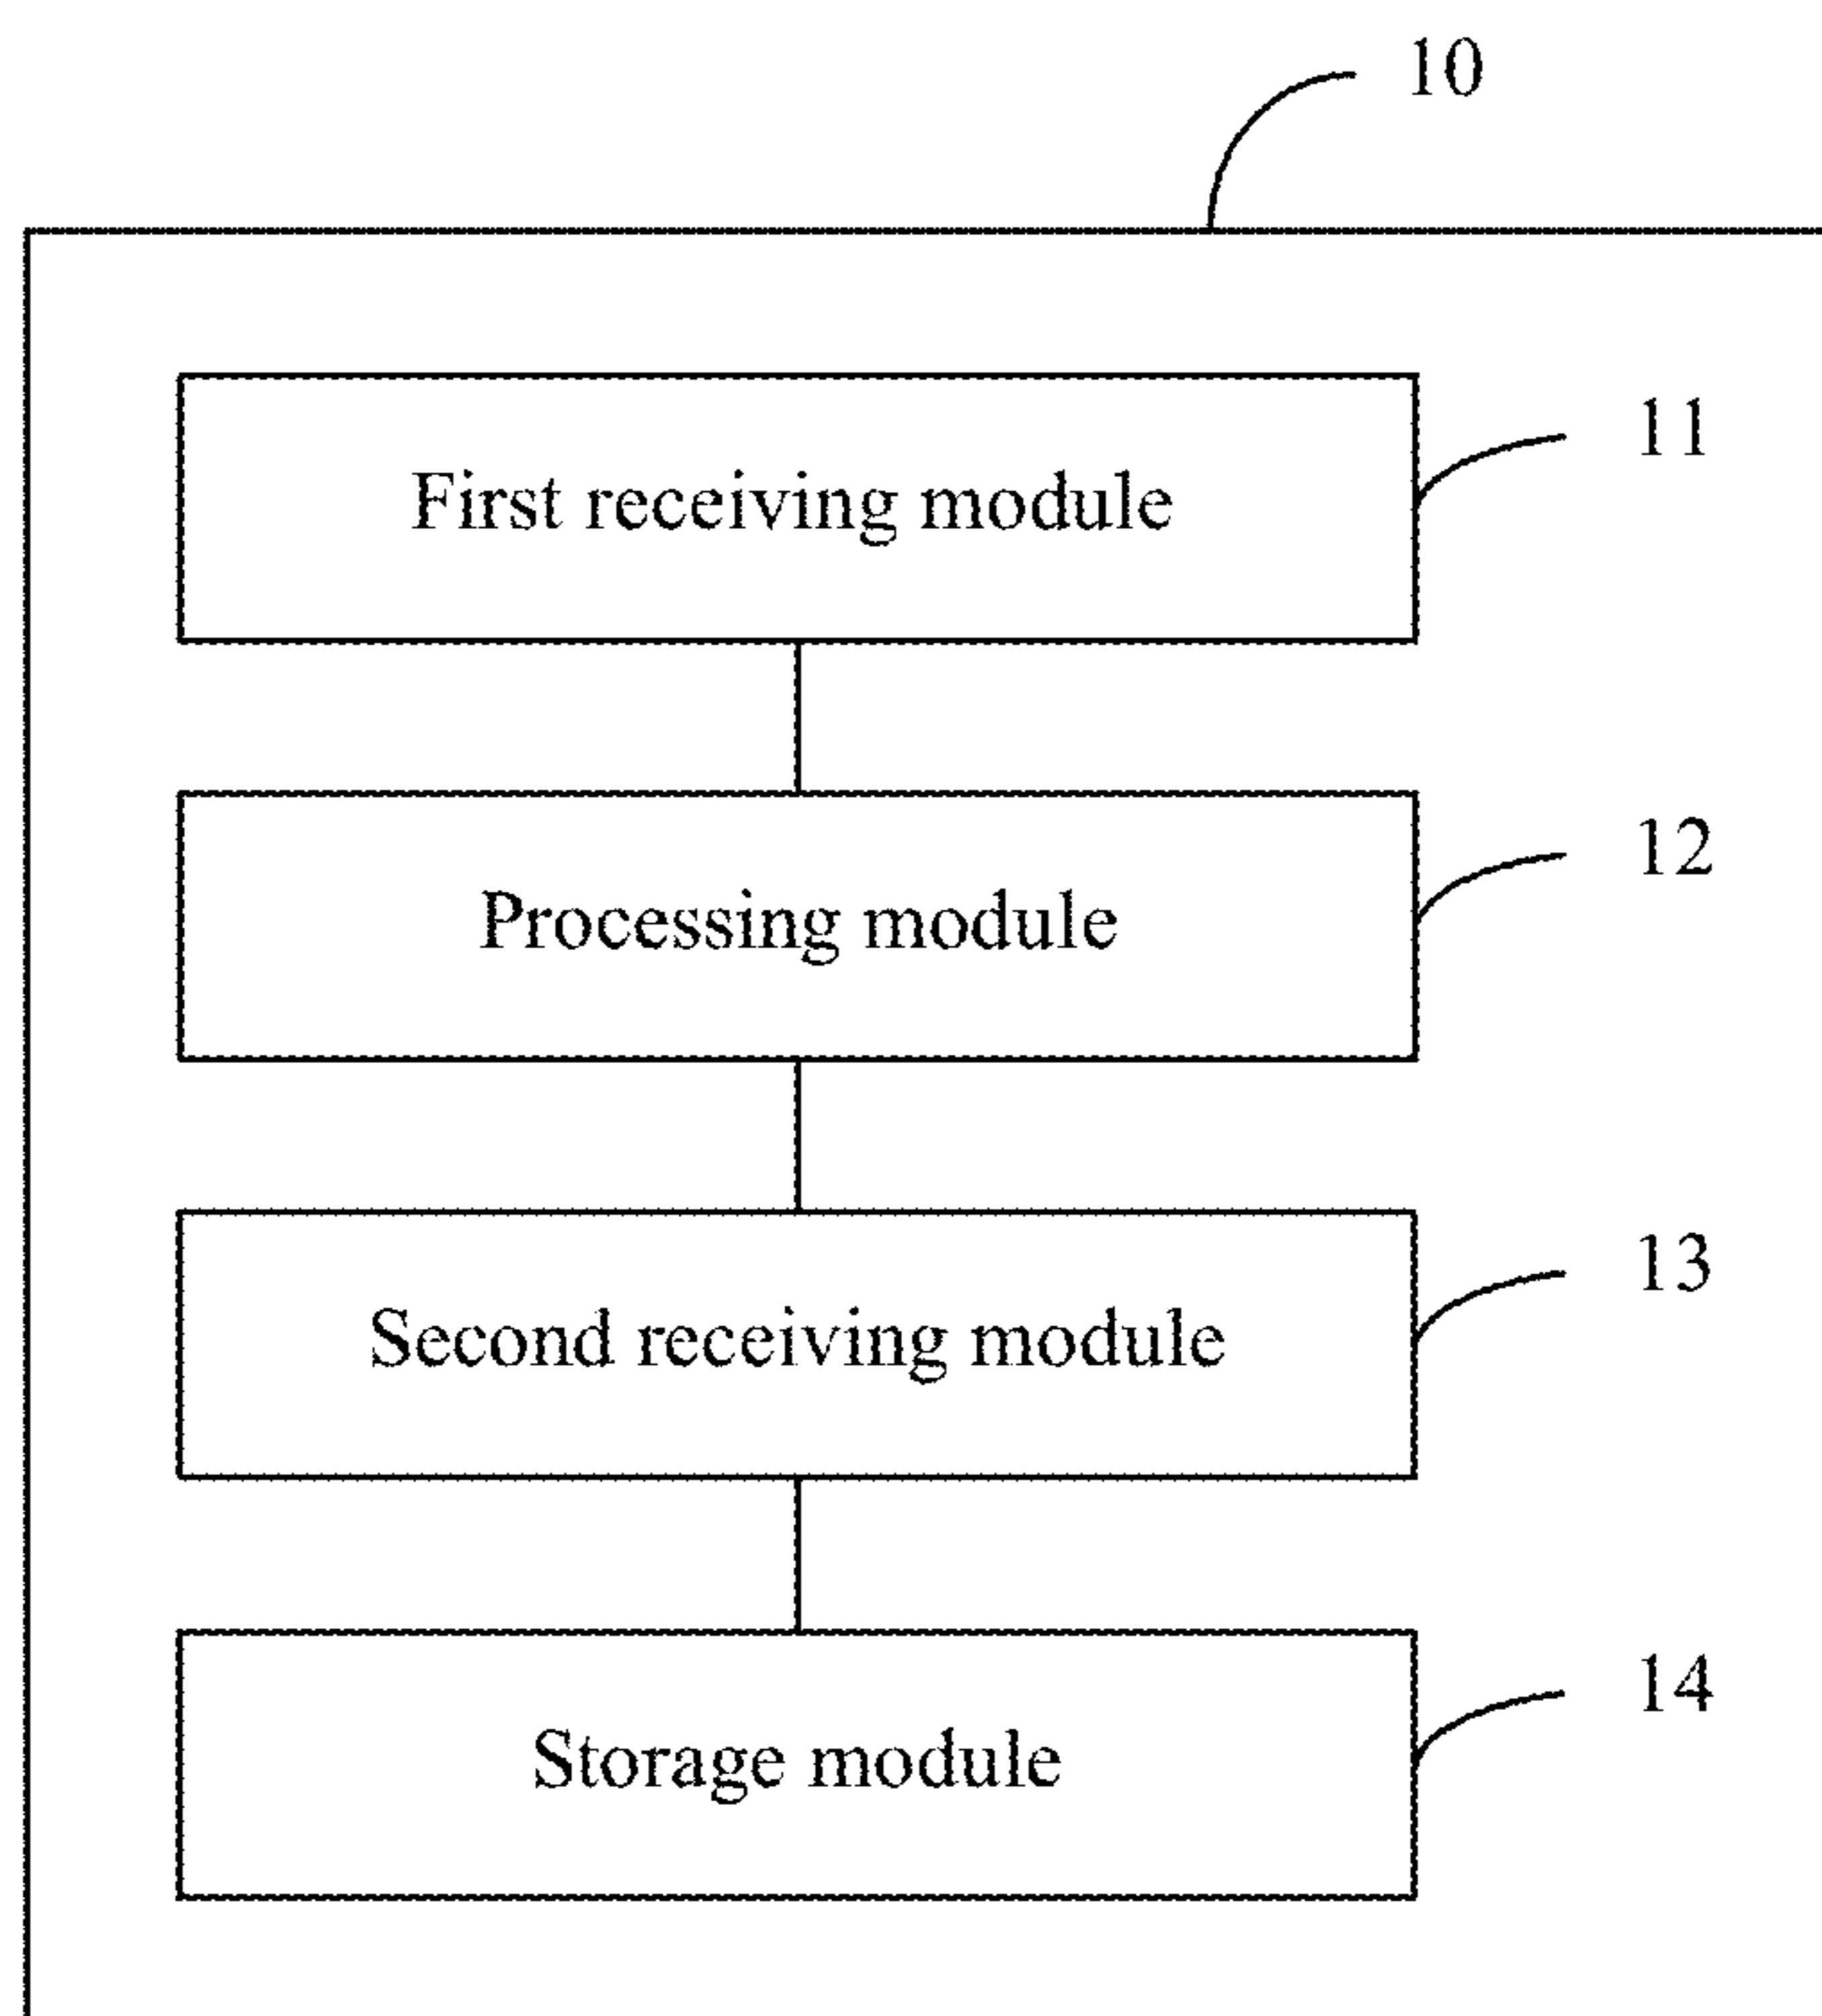 10
First receiving module
11
Processing module
12
Second receiving module
13
Storage module
14